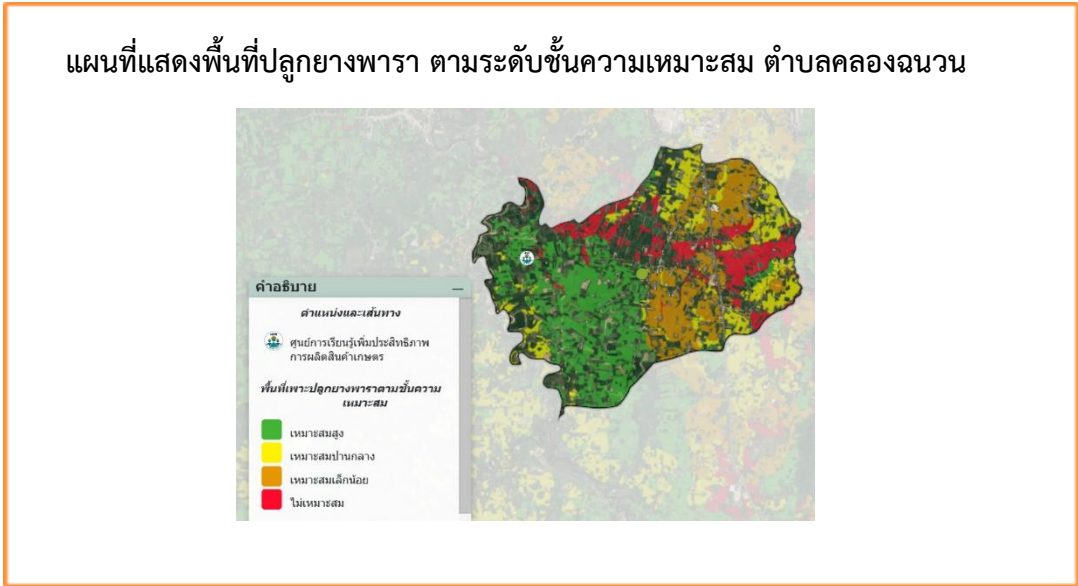 แผนที่แสดงพื้นที่ปลูกยางพารา ตามระดับชั้นความเหมาะสม ตำบลคลองฉนวน
คำอธิบาย
ตำแหน่งและเส้นทาง
ศูนย์การเรียนรู้เพิ่มประสิทธิภาพ
การผลิตสินค้าเกษตร
พื้นที่เพาะปลูกยางพาราตามชั้นความ
เหมาะสม
เหมาะสมสูง
เหมาะสมปานกลาง
เหมาะสมเล็กน้อย
ไม่เหมาะสม